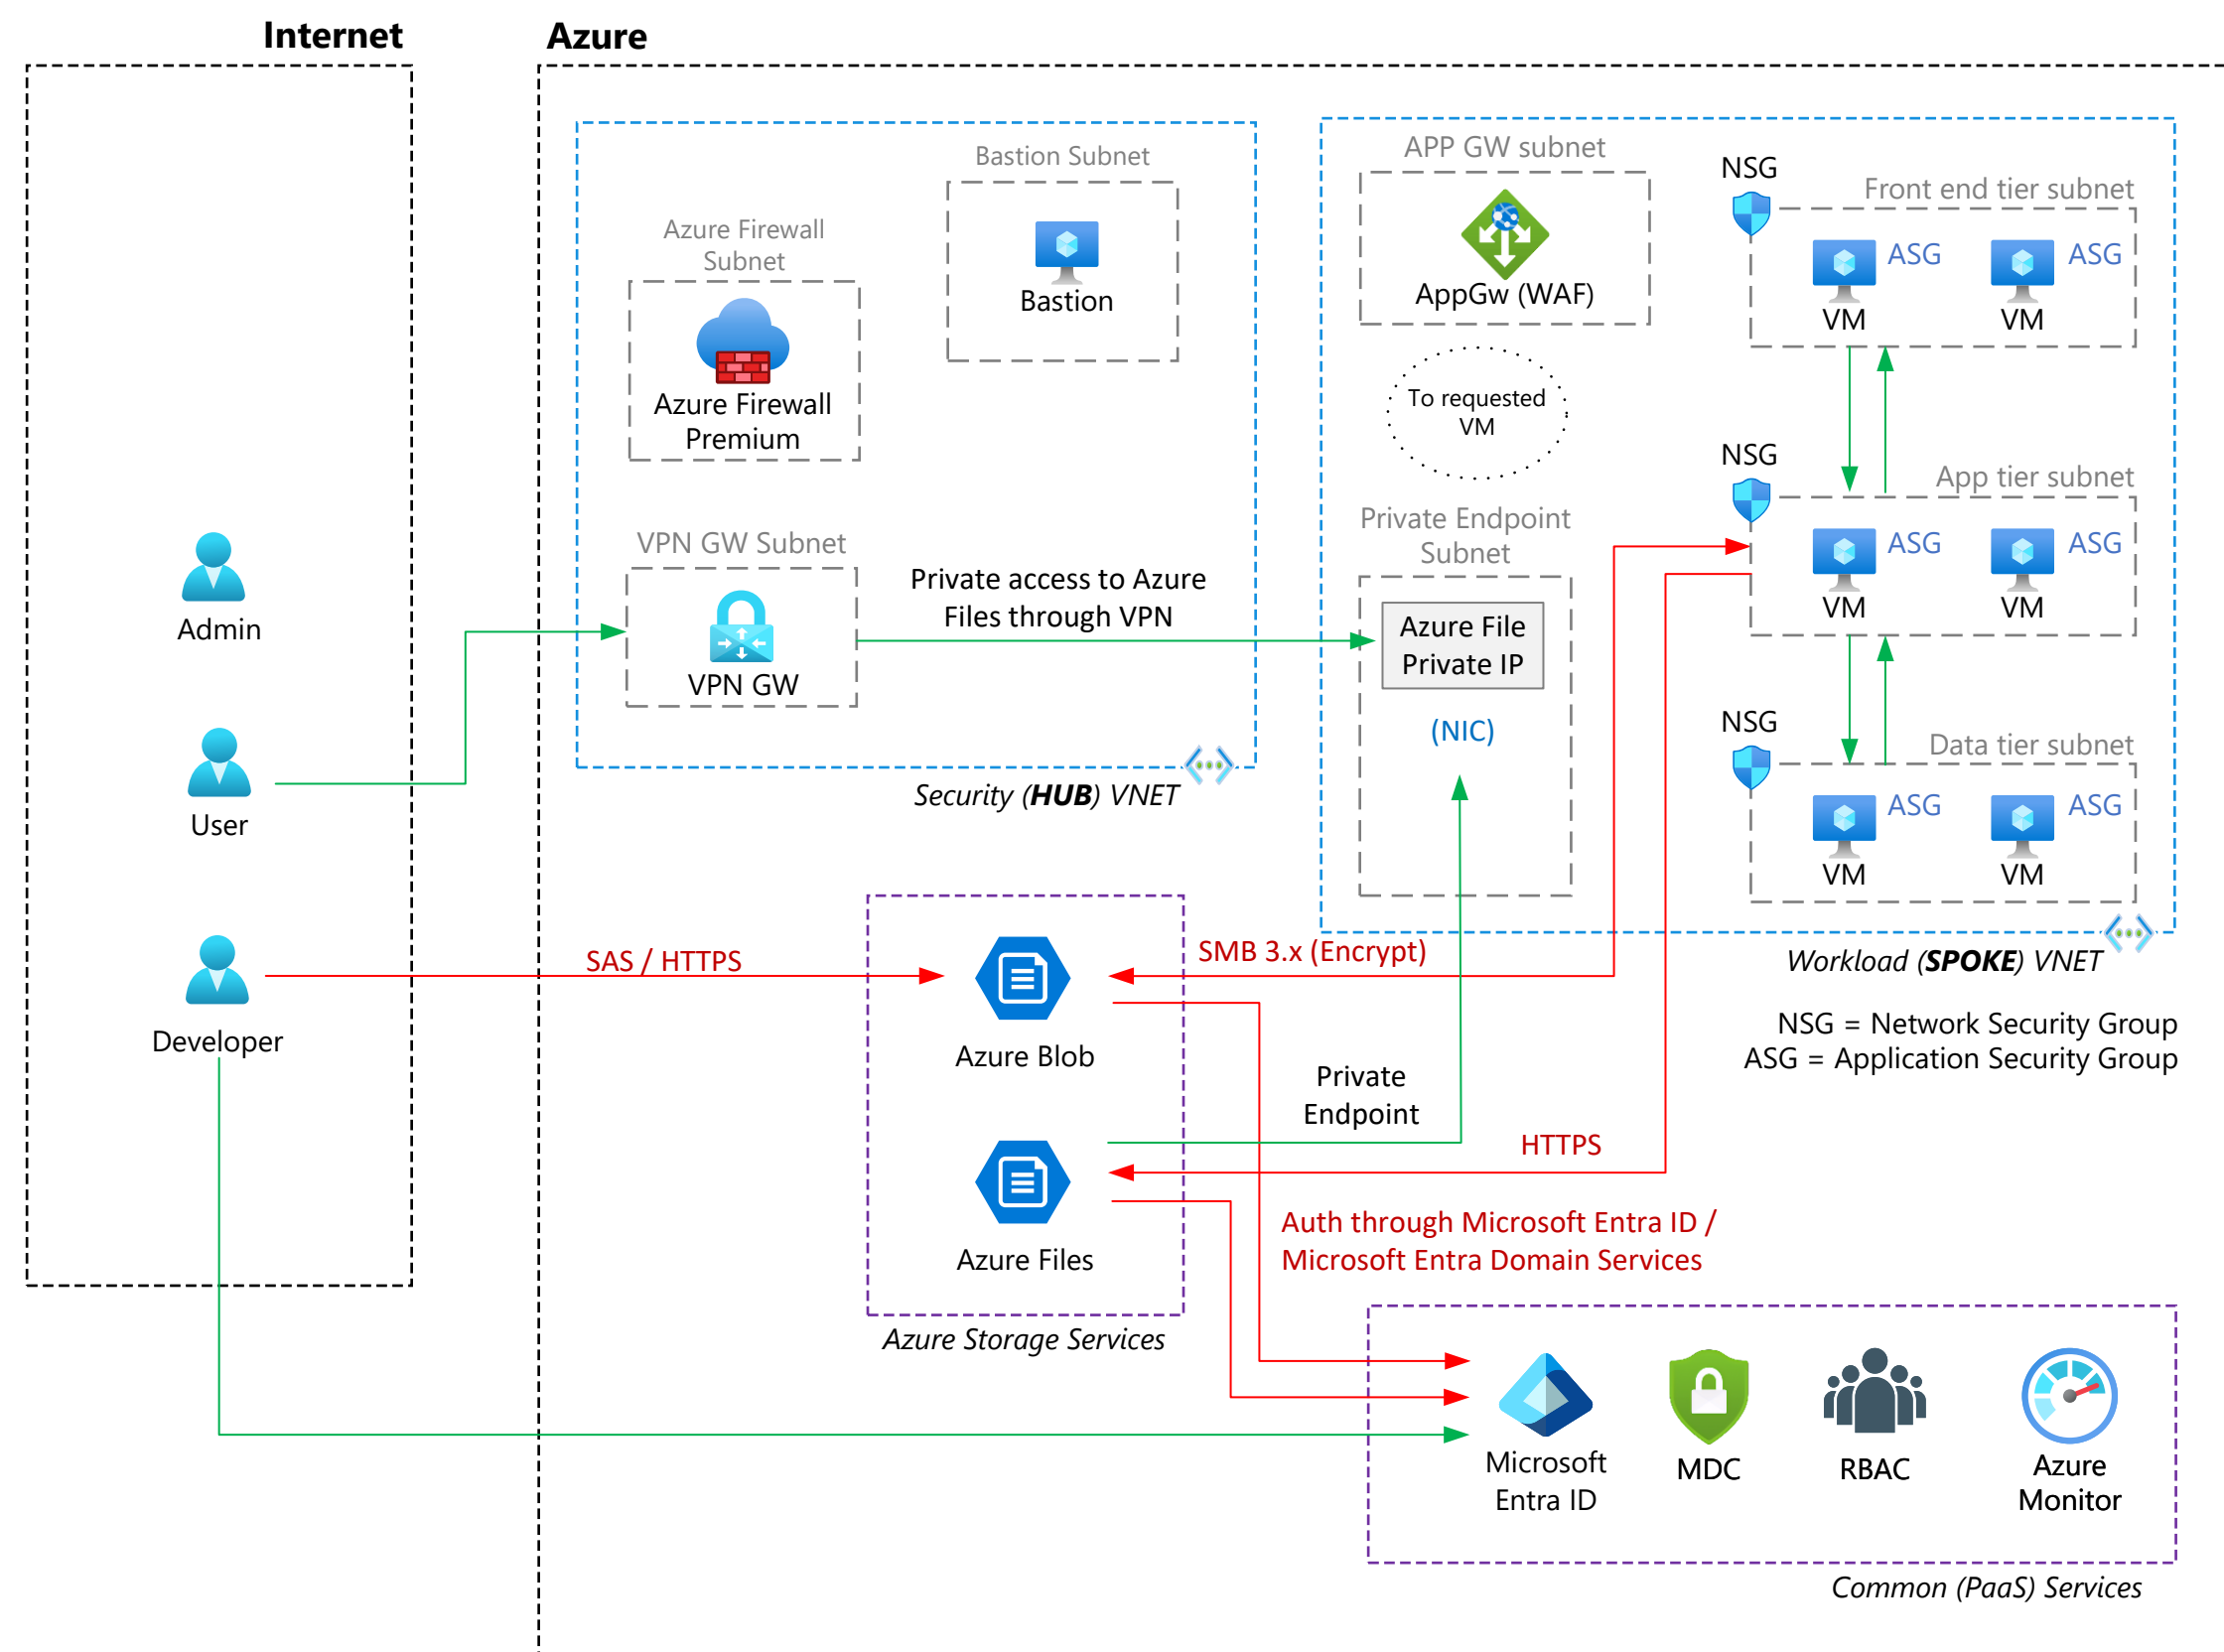 Internet
Azure
Admin
User
Developer
Azure Firewall
Subnet
Azure Firewall
Premium
Bastion Subnet
Bastion
VPN GW Subnet
VPN GW
Private access to Azure
Files through VPN
Security (HUB) VNET
APP GW subnet
AppGw (WAF)
To requested
VM
Private Endpoint
Subnet
Azure File
Private IP
(NIC)
NSG
Front end tier subnet
ASG
ASG
VM
VM
NSG
App tier subnet
ASG
ASG
VM
VM
NSG
Data tier subnet
ASG
ASG
VM
VM
Workload (SPOKE) VNET
NSG = Network Security Group
ASG = Application Security Group
SAS / HTTPS
SMB 3.x (Encrypt)
Azure Blob
Private
Endpoint
HTTPS
Azure Files
Azure Storage Services
Auth through Microsoft Entra ID /
Microsoft Entra Domain Services
Microsoft
Entra ID
MDC
RBAC
Azure
Monitor
Common (PaaS) Services